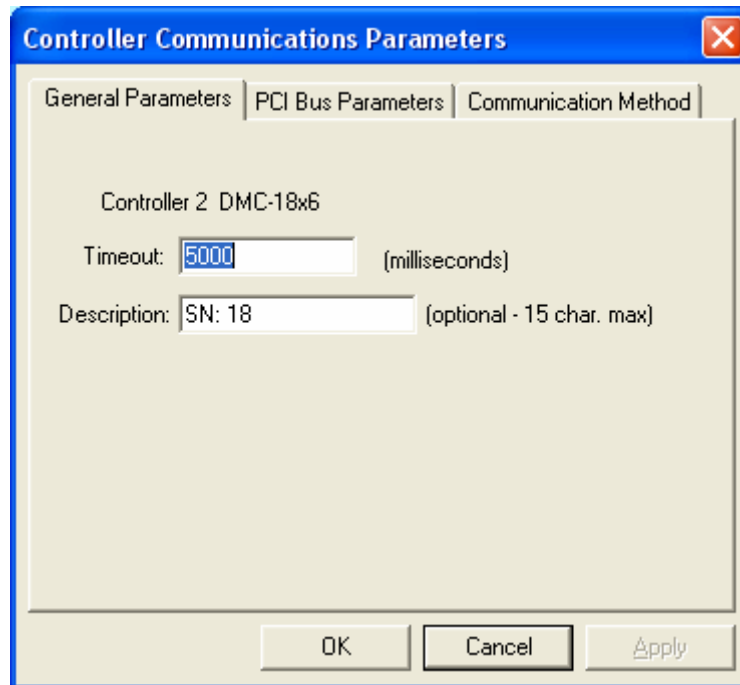 Controller Communications Parameters
General Parameters PCI Bus Parameters Communication Method
Controller 2 DMC-18x6
Timeout: 5000 (milliseconds)
Description: SN: 18 (optional - 15 char. max)
OK Cancel Apply